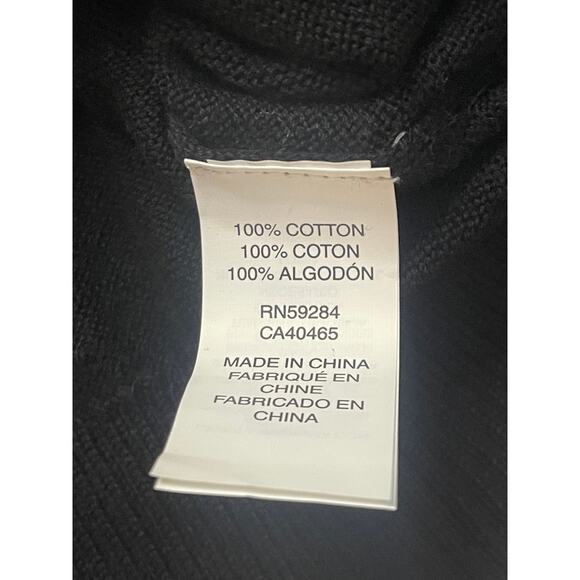 100% COTTON
100% COTON
100% ALGODÓN
RN59284
CA40465
MADE IN CHINA
FABRIQUÉ EN
CHINE
FABRICADO EN
CHINA